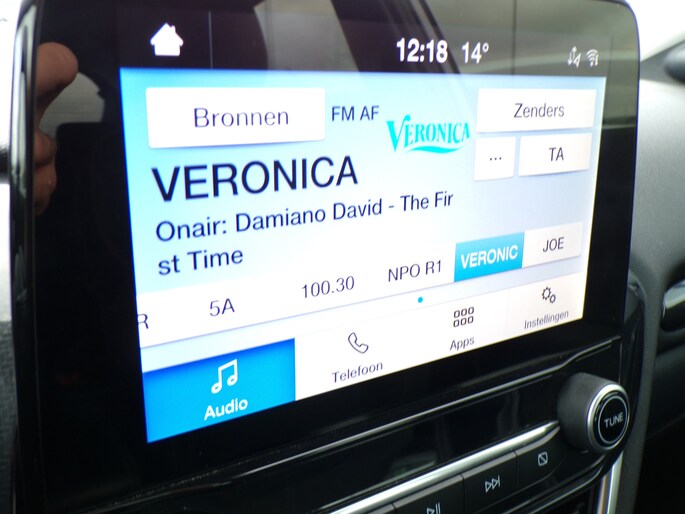 12:18 14°
Bronnen
FM AF
VERONICA
Zenders
...
TA
VERONICA
Onair: Damiano David - The Fir
st Time
R
5A
100.30
NPO R1
VERONIC
JOE
Audio
Telefoon
Apps
Instellingen
TUNE